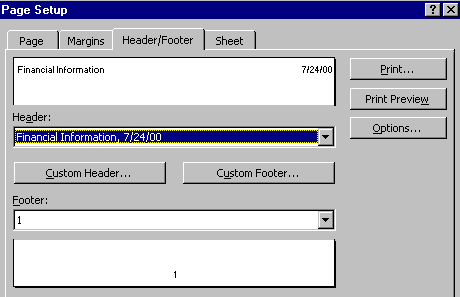 Page Setup ? X
Page Margins Header/Footer Sheet
Financial Information 7/24/00
Print...
Print Preview
Header:
Options...
Financial Information, 7/24/00
Custom Header... Custom Footer...
Footer:
1
1